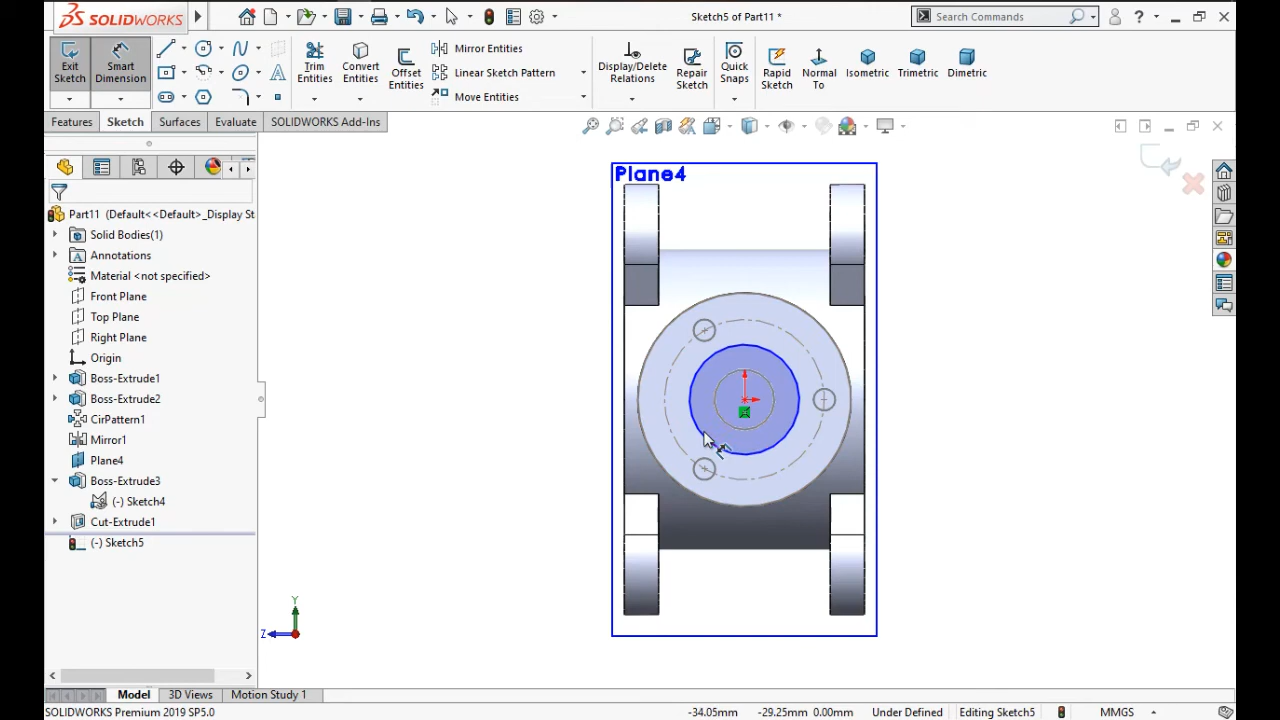 SOLIDWORKS
Sketch5 of Part11 *
Search Commands
Exit Sketch
Smart Dimension
Trim Entities
Convert Entities
Offset Entities
Mirror Entities
Linear Sketch Pattern
Move Entities
Display/Delete Relations
Repair Sketch
Quick Snaps
Rapid Sketch
Normal To
Isometric
Trimetric
Dimetric
Features
Sketch
Surfaces
Evaluate
SOLIDWORKS Add-Ins
Part11 (Default<<Default>_Display St
Solid Bodies(1)
Annotations
Material <not specified>
Front Plane
Top Plane
Right Plane
Origin
Boss-Extrude1
Boss-Extrude2
CirPattern1
Mirror1
Plane4
Boss-Extrude3
(-) Sketch4
Cut-Extrude1
(-) Sketch5
Plane4
Y
Z
Model
3D Views
Motion Study 1
SOLIDWORKS Premium 2019 SP5.0
-34.05mm
-29.25mm
0.00mm
Under Defined
Editing Sketch5
MMGS